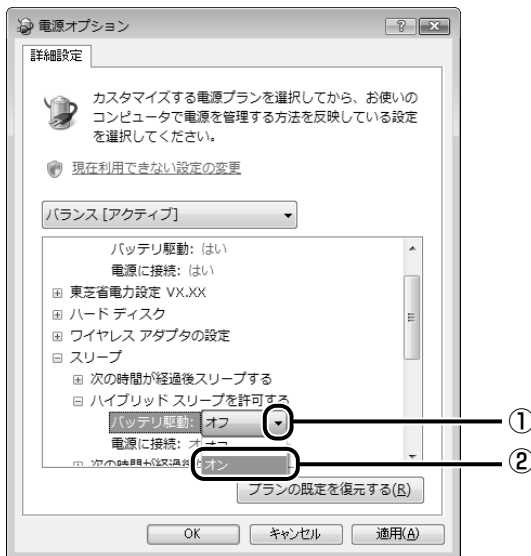 電源オプション
詳細設定
カスタマイズする電源プランを選択してから、お使いの
コンピュータで電源を管理する方法を反映している設定
を選択してください。
現在利用できない設定の変更
バランス [アクティブ]
バッテリ駆動: はい
電源に接続: はい
東芝省電力設定 VX.XX
ハード ディスク
ワイヤレス アダプタの設定
スリープ
次の時間が経過後スリープする
ハイブリッド スリープを許可する
バッテリ駆動: オフ
①
電源に接続:
次の時間が経過後
オン
②
プランの既定を復元する(R)
OK キャンセル 適用(A)